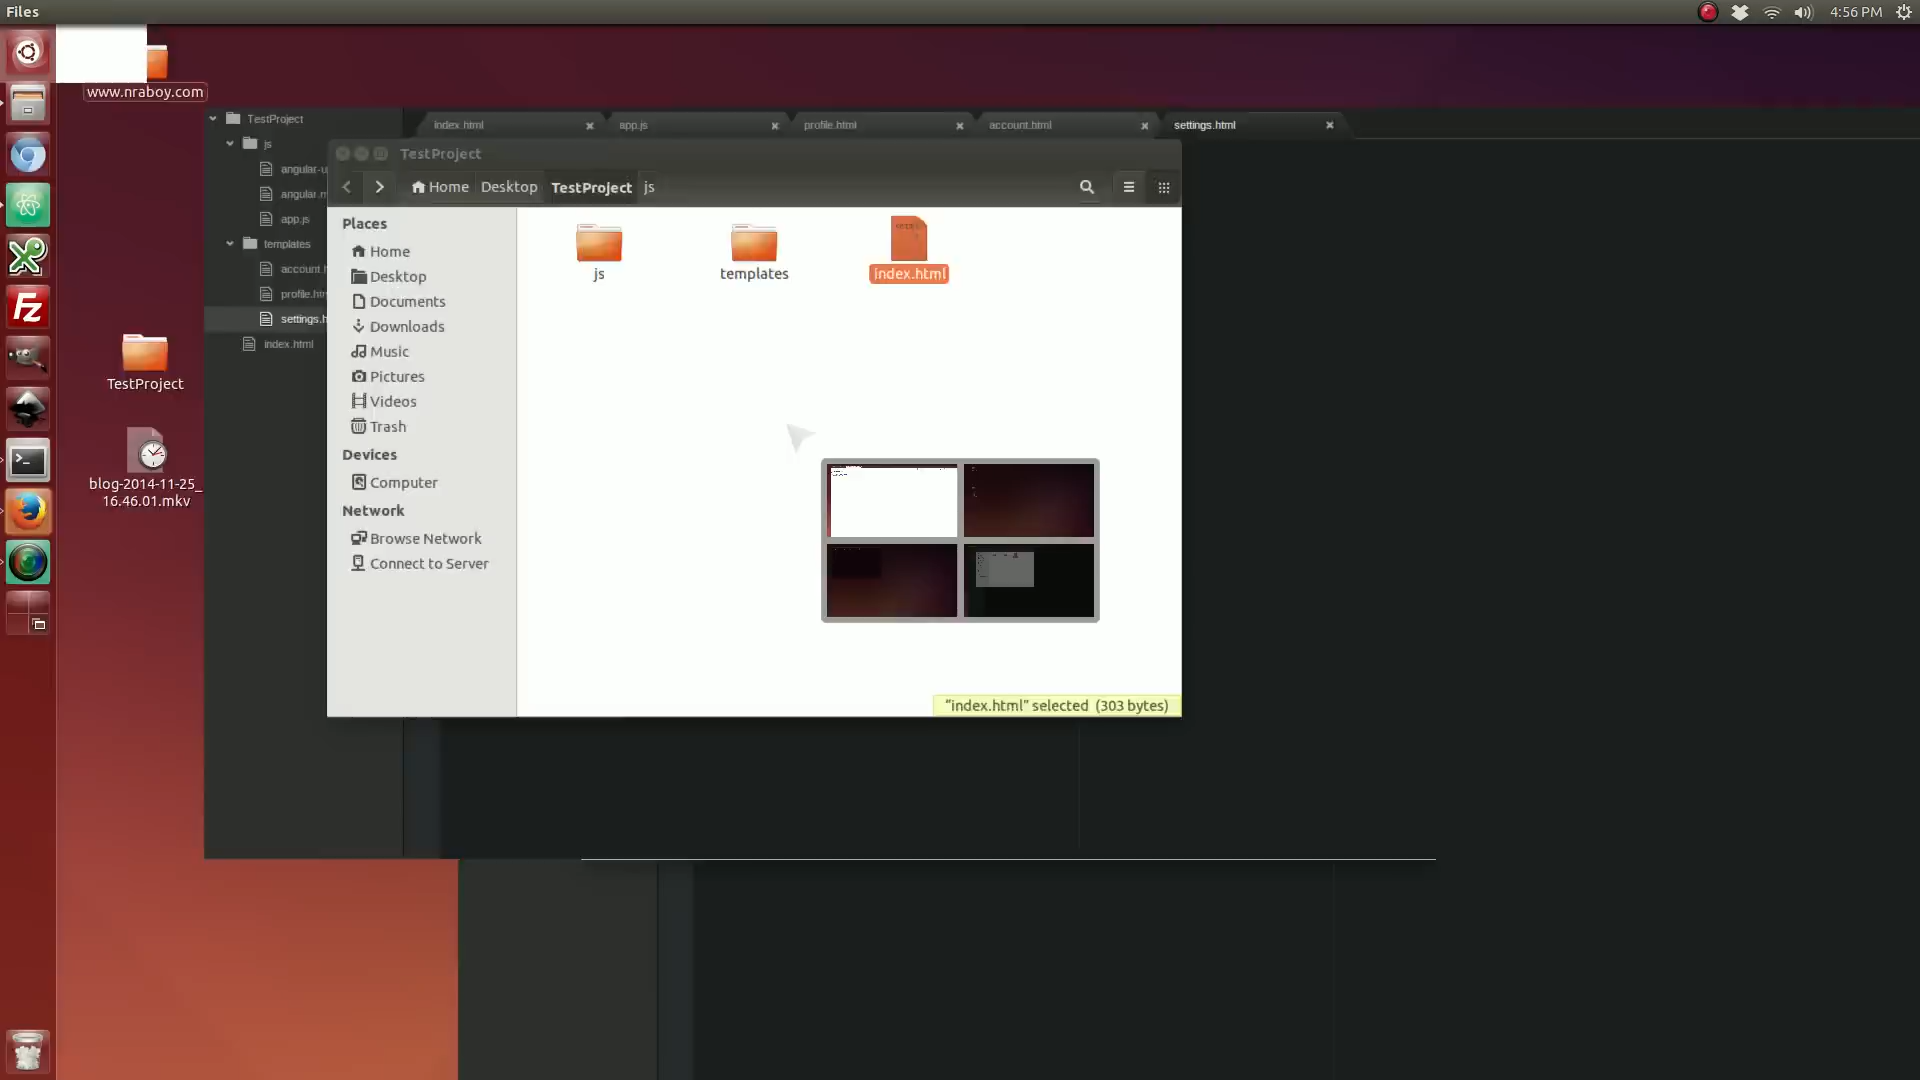 Files
4:56 PM
www.nraboy.com
TestProject
js
app.js
templates
index.html
TestProject
blog-2014-11-25_
16.46.01.mkv
index.html
app.js
profile.html
account.html
settings.html
TestProject
Home
Desktop
TestProject
js
Places
Home
Desktop
Documents
Downloads
Music
Pictures
Videos
Trash
Devices
Computer
Network
Browse Network
Connect to Server
js
templates
index.html
"index.html" selected (303 bytes)